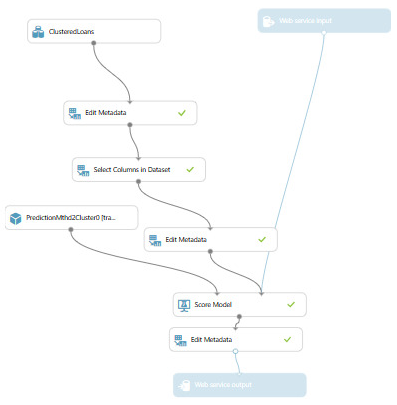 Web service input
ClusteredLoans
Edit Metadata
Select Columns in Dataset
PredictionMthd2Cluster0 [tra...
Edit Metadata
Score Model
Edit Metadata
Web service output